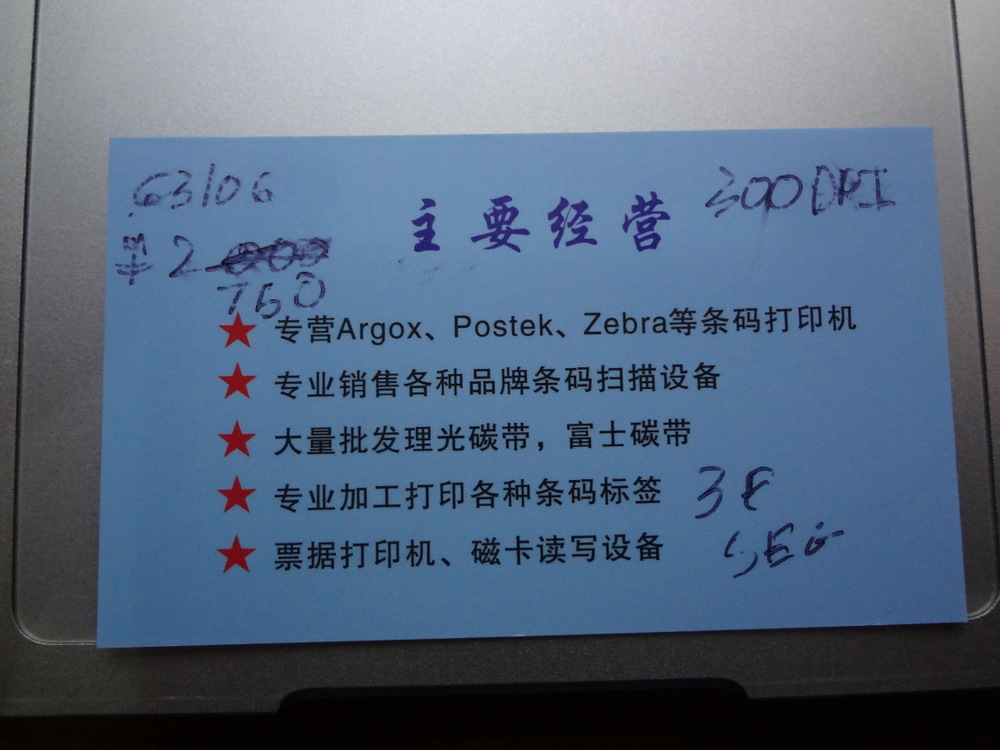 G3106
300DPI
主要经营
¥2000
750
★ 专营Argox、Postek、Zebra等条码打印机
★ 专业销售各种品牌条码扫描设备
★ 大量批发理光碳带，富士碳带
★ 专业加工打印各种条码标签
3F
★ 票据打印机、磁卡读写设备
SEG